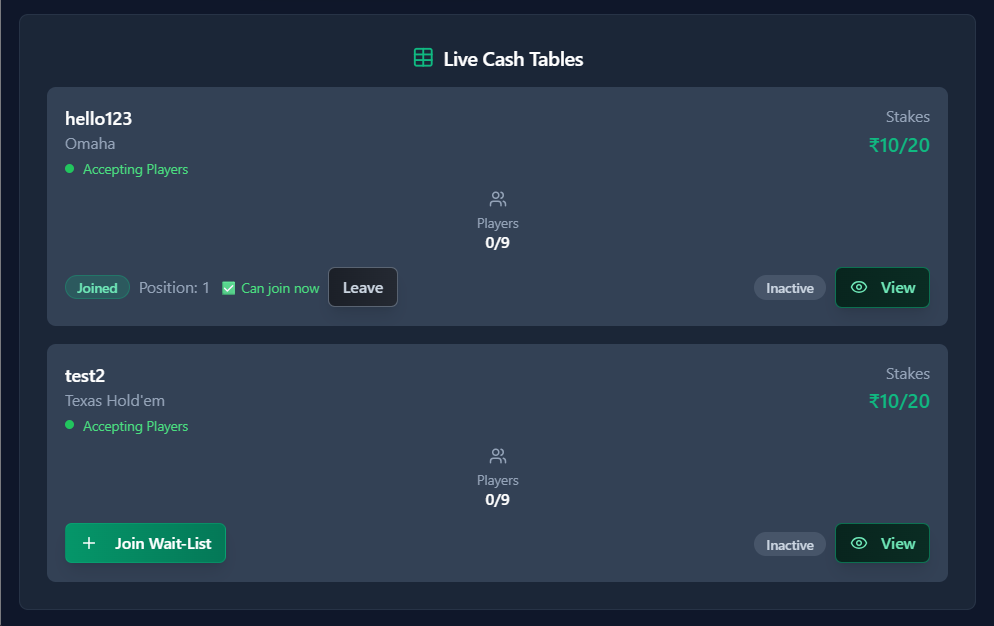 Live Cash Tables
hello123
Stakes
Omaha
₹10/20
Accepting Players
Players
0/9
Joined Position: 1 ✅ Can join now Leave Inactive View
test2
Stakes
Texas Hold'em
₹10/20
Accepting Players
Players
0/9
+ Join Wait-List Inactive View